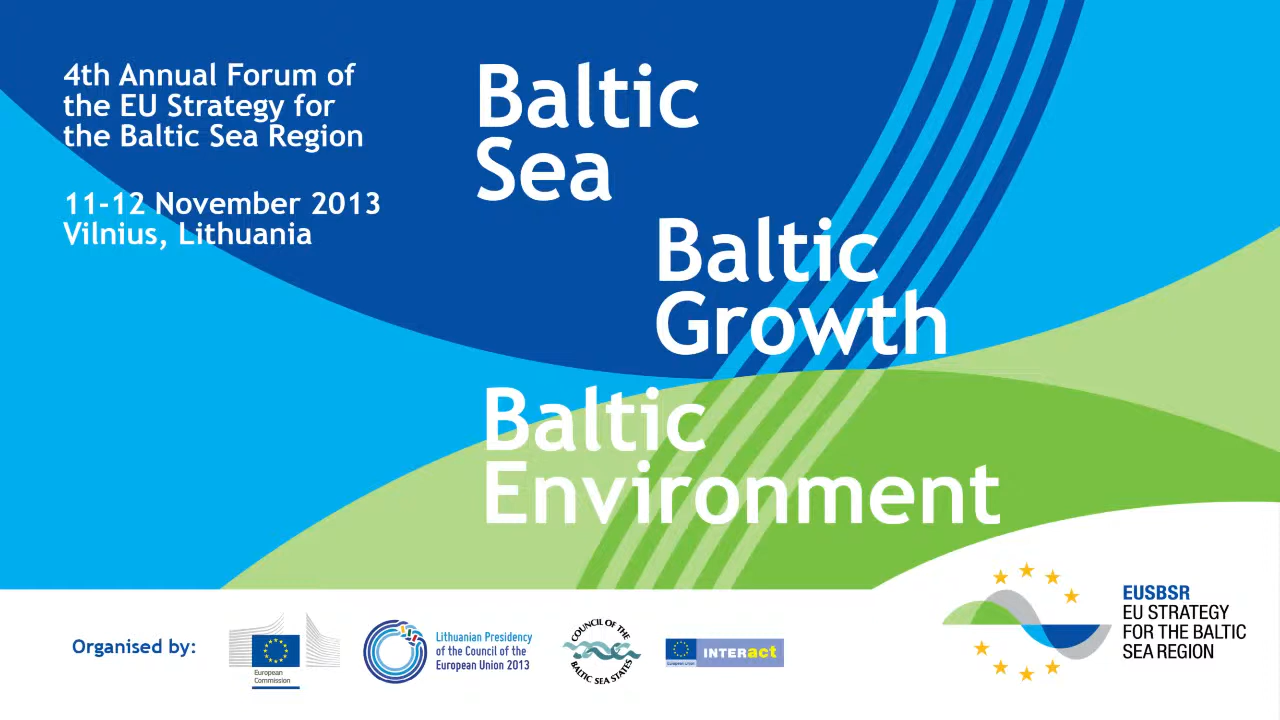 4th Annual Forum of
the EU Strategy for
the Baltic Sea Region
11-12 November 2013
Vilnius, Lithuania
Baltic
Sea
Baltic
Growth
Baltic
Environment
Organised by:
European
Commission
Lithuanian Presidency
of the Council of the
European Union 2013
COUNCIL OF THE
BALTIC SEA STATES
European Union
INTERact
EUSBSR
EU STRATEGY
FOR THE BALTIC
SEA REGION